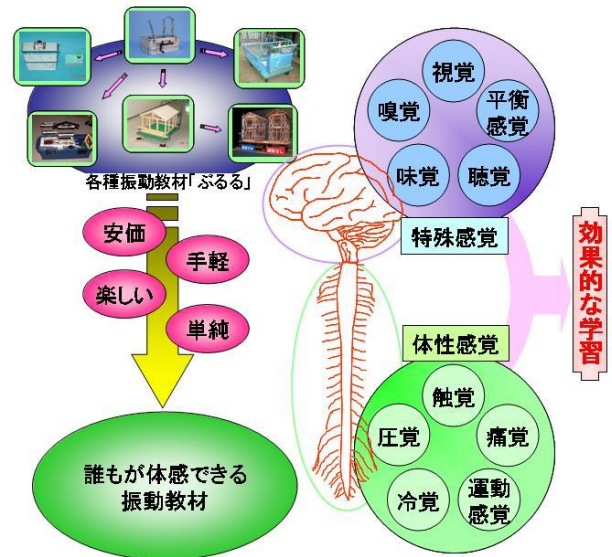 各種振動教材「ぷるる」
安価
手軽
楽しい
単純
誰もが体感できる
振動教材
視覚
嗅覚
平衡
感覚
味覚
聴覚
特殊感覚
体性感覚
触覚
圧覚
痛覚
冷覚
運動
感覚
効果的な学習